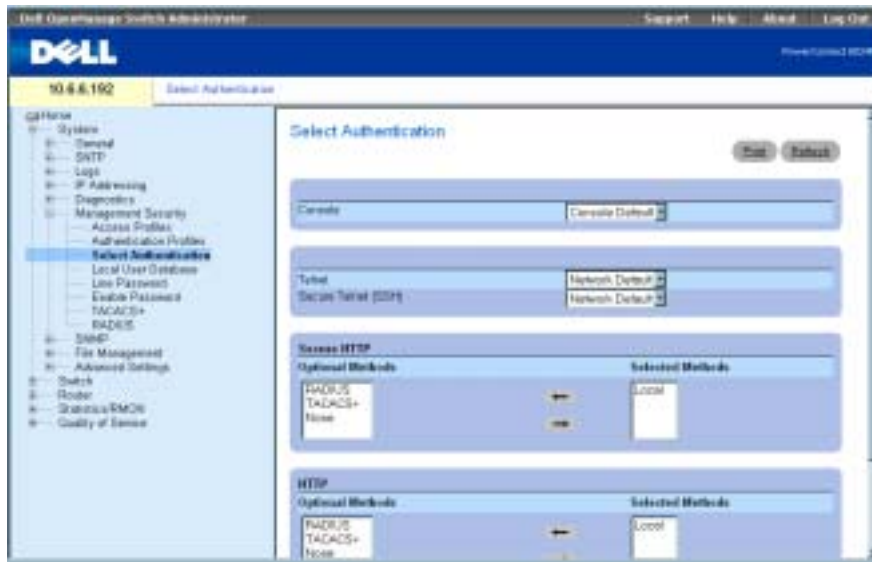 Dell OpenManage Switch Administrator
Support Help About Log Out
DELL
10.6.6.192
Select Authentication
Home
System
General
SNTP
Logs
IP Addressing
Diagnostics
Management Security
Access Profiles
Authentication Profiles
Select Authentication
Local User Database
Line Password
Enable Password
TACACS+
RADIUS
SNMP
File Management
Advanced Settings
Switch
Router
Statistics/RMON
Quality of Service
Select Authentication
Print Refresh
Console
Console Default
Telnet
Network Default
Secure Telnet (SSH)
Network Default
Secure HTTP
Optional Methods
Selected Methods
RADIUS
TACACS+
None
Local
HTTP
Optional Methods
Selected Methods
RADIUS
TACACS+
None
Local